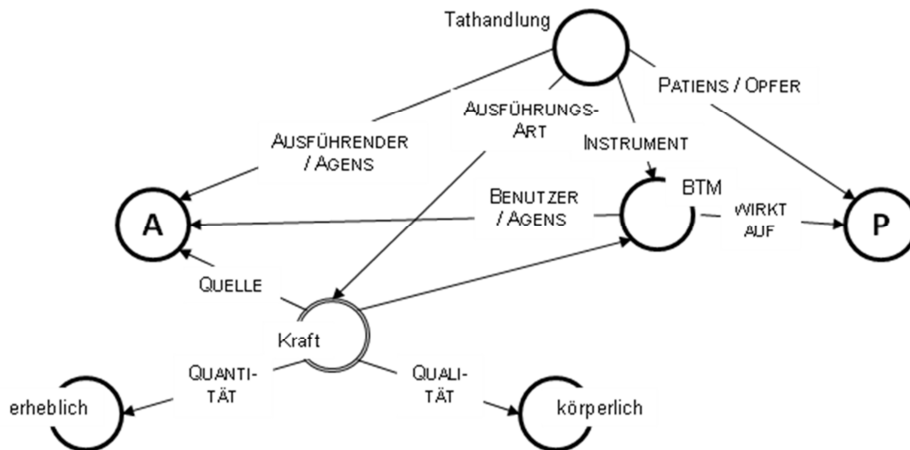 Tathandlung
PATIENS / OPFER
AUSFÜHRUNGS-
ART
AUSFÜHRENDER
/ AGENS
INSTRUMENT
BENUTZER
/ AGENS
BTM
WIRKT
AUF
A
P
QUELLE
Kraft
QUANTI-
TÄT
QUALI-
TÄT
erheblich
körperlich